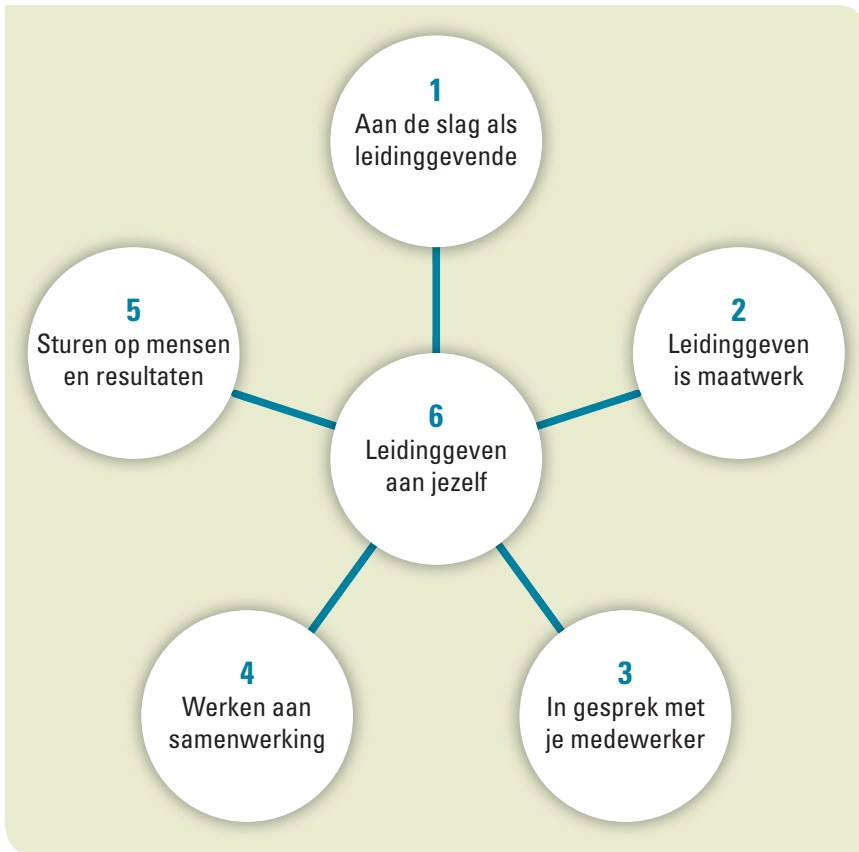 1
Aan de slag als
leidinggevende
2
Leidinggeven
is maatwerk
3
In gesprek met
je medewerker
4
Werken aan
samenwerking
5
Sturen op mensen
en resultaten
6
Leidinggeven
aan jezelf